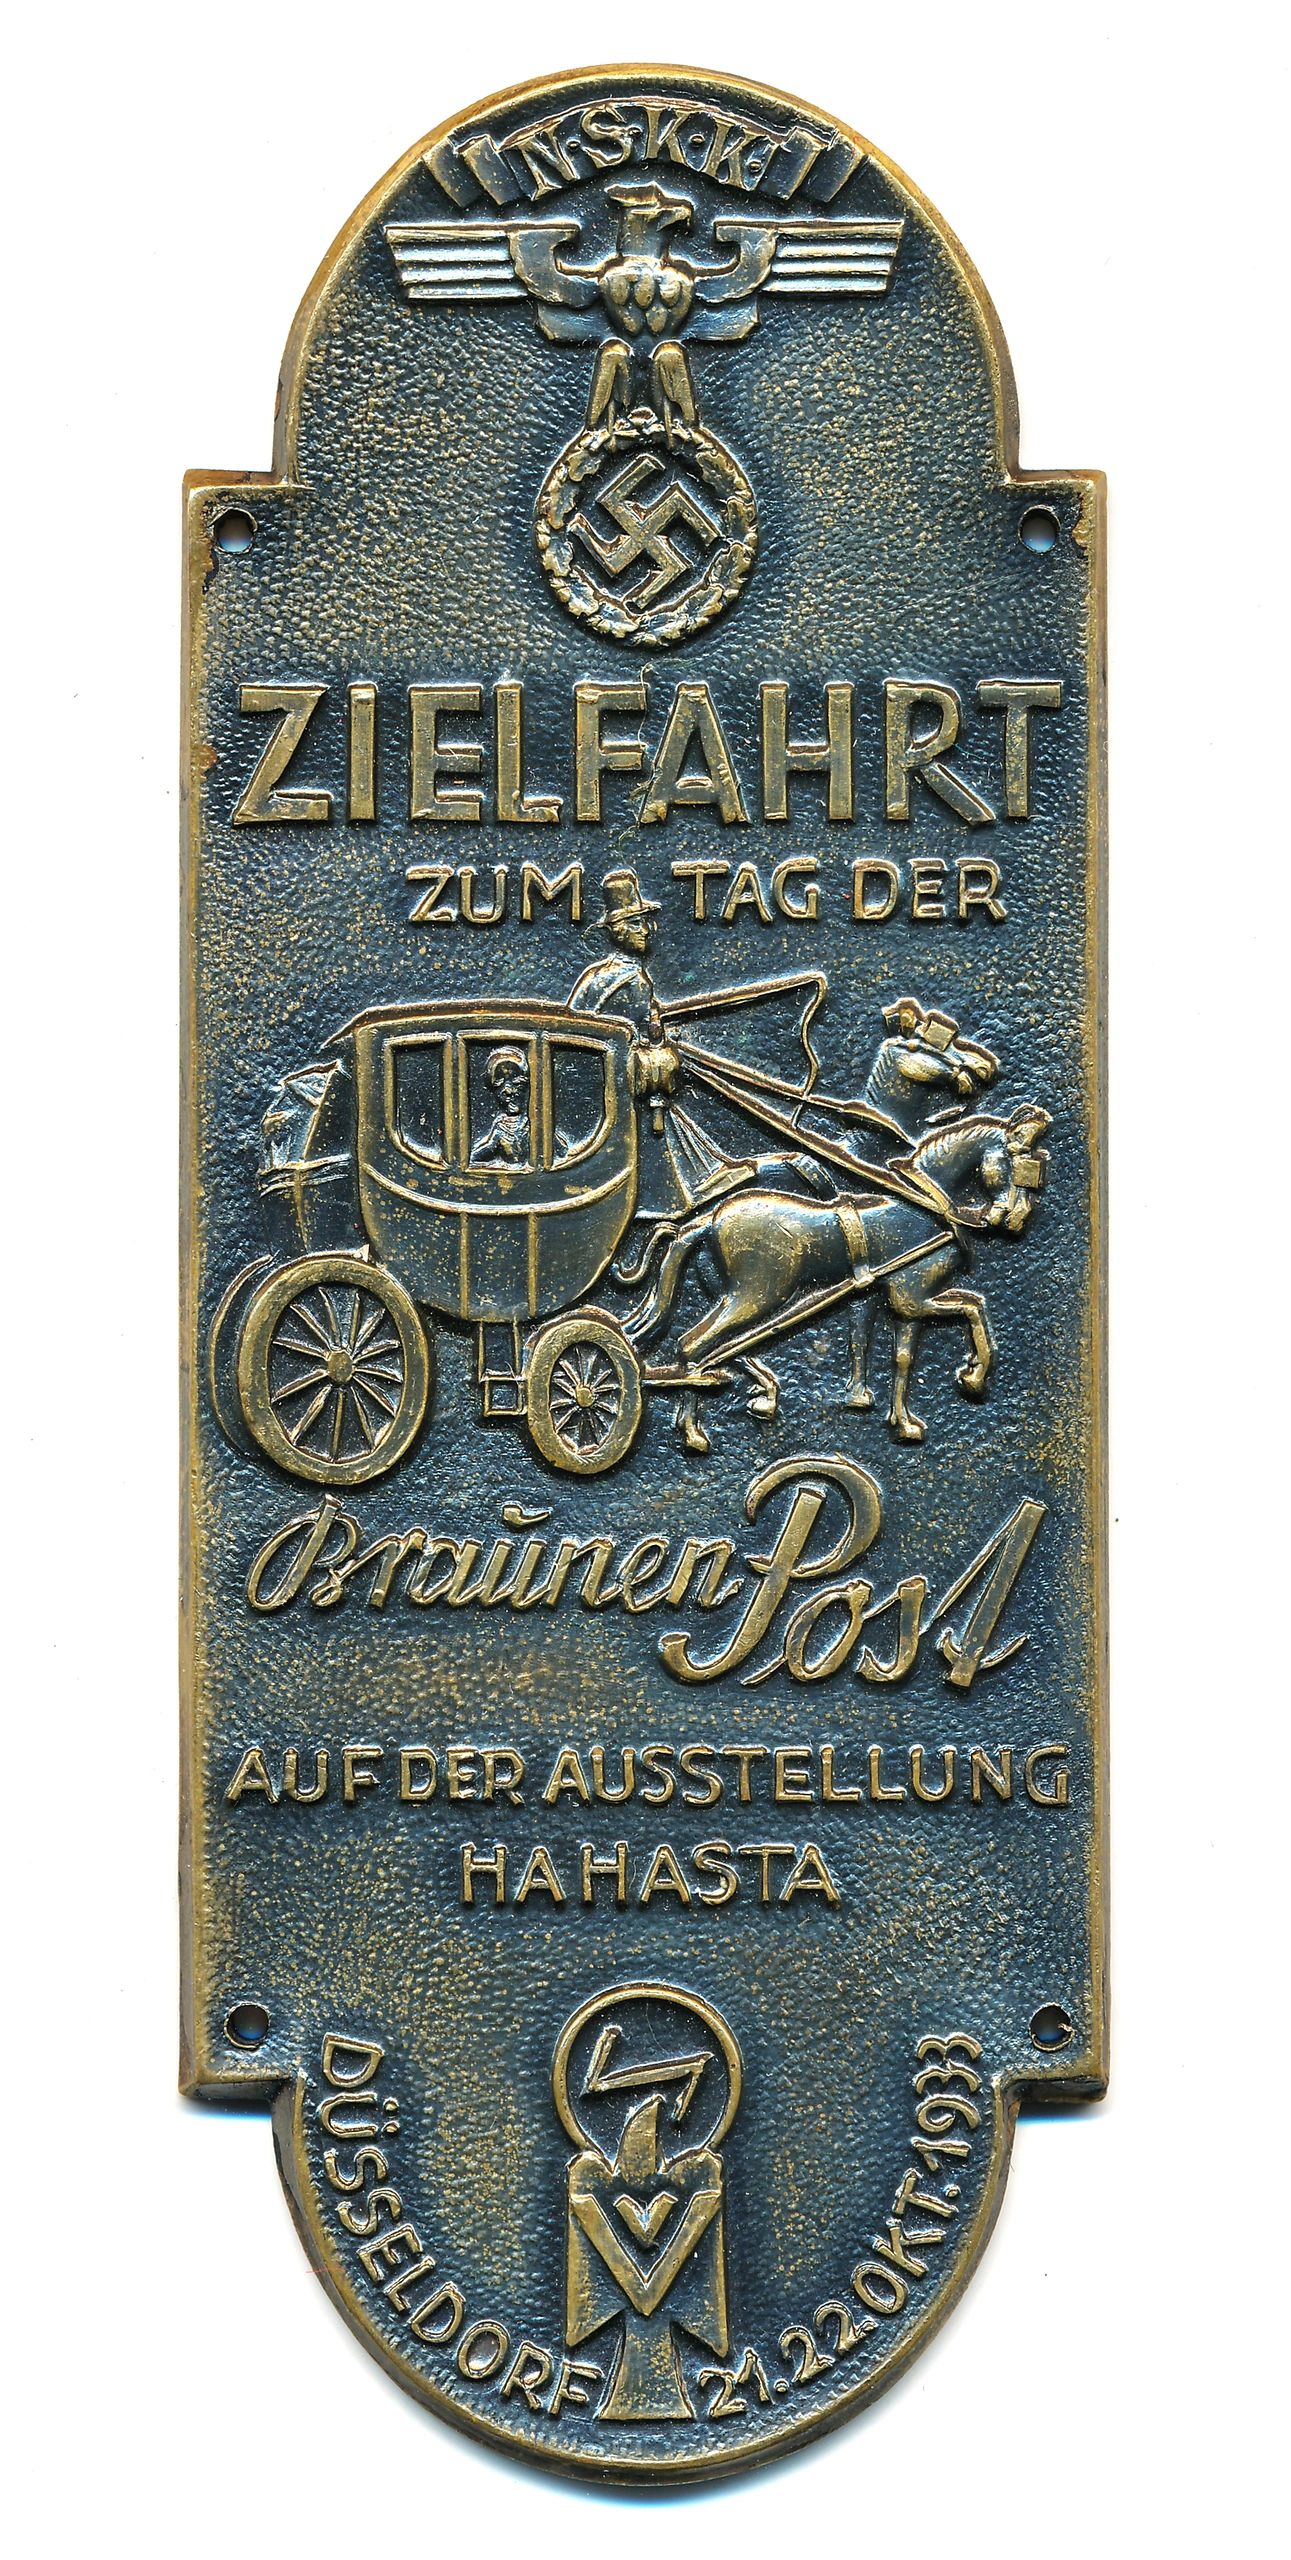 N·S·K·K·
ZIELFAHRT
ZUM TAG DER
Braunen Post
AUF DER AUSSTELLUNG
HAHASTA
DÜSSELDORF 21.22.OKT.1933